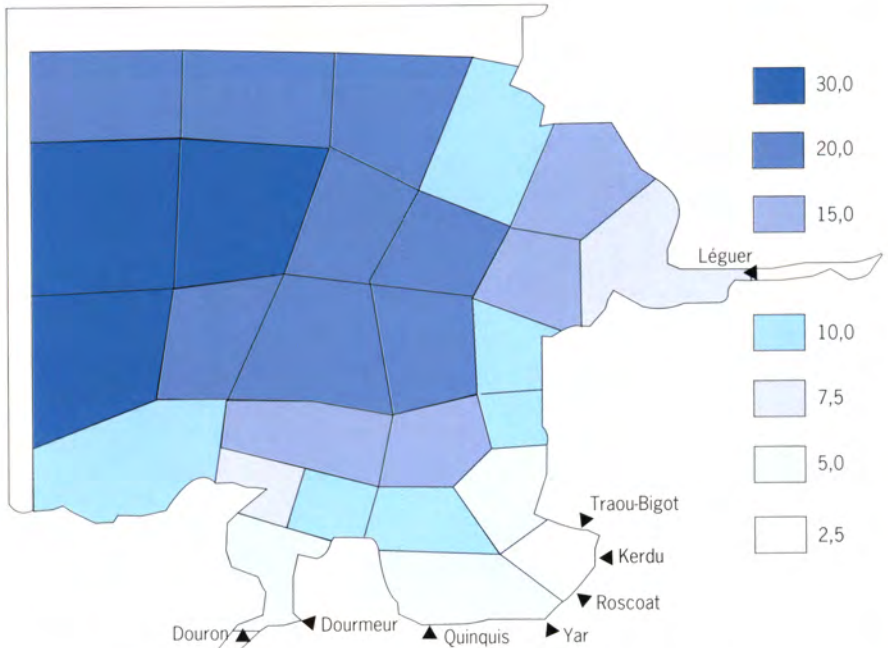 30,0
20,0
15,0
Léguer
10,0
7,5
5,0
Traou-Bigot
2,5
Kerdu
Roscoat
Dourmeur
Douron
Quinquis
Yar